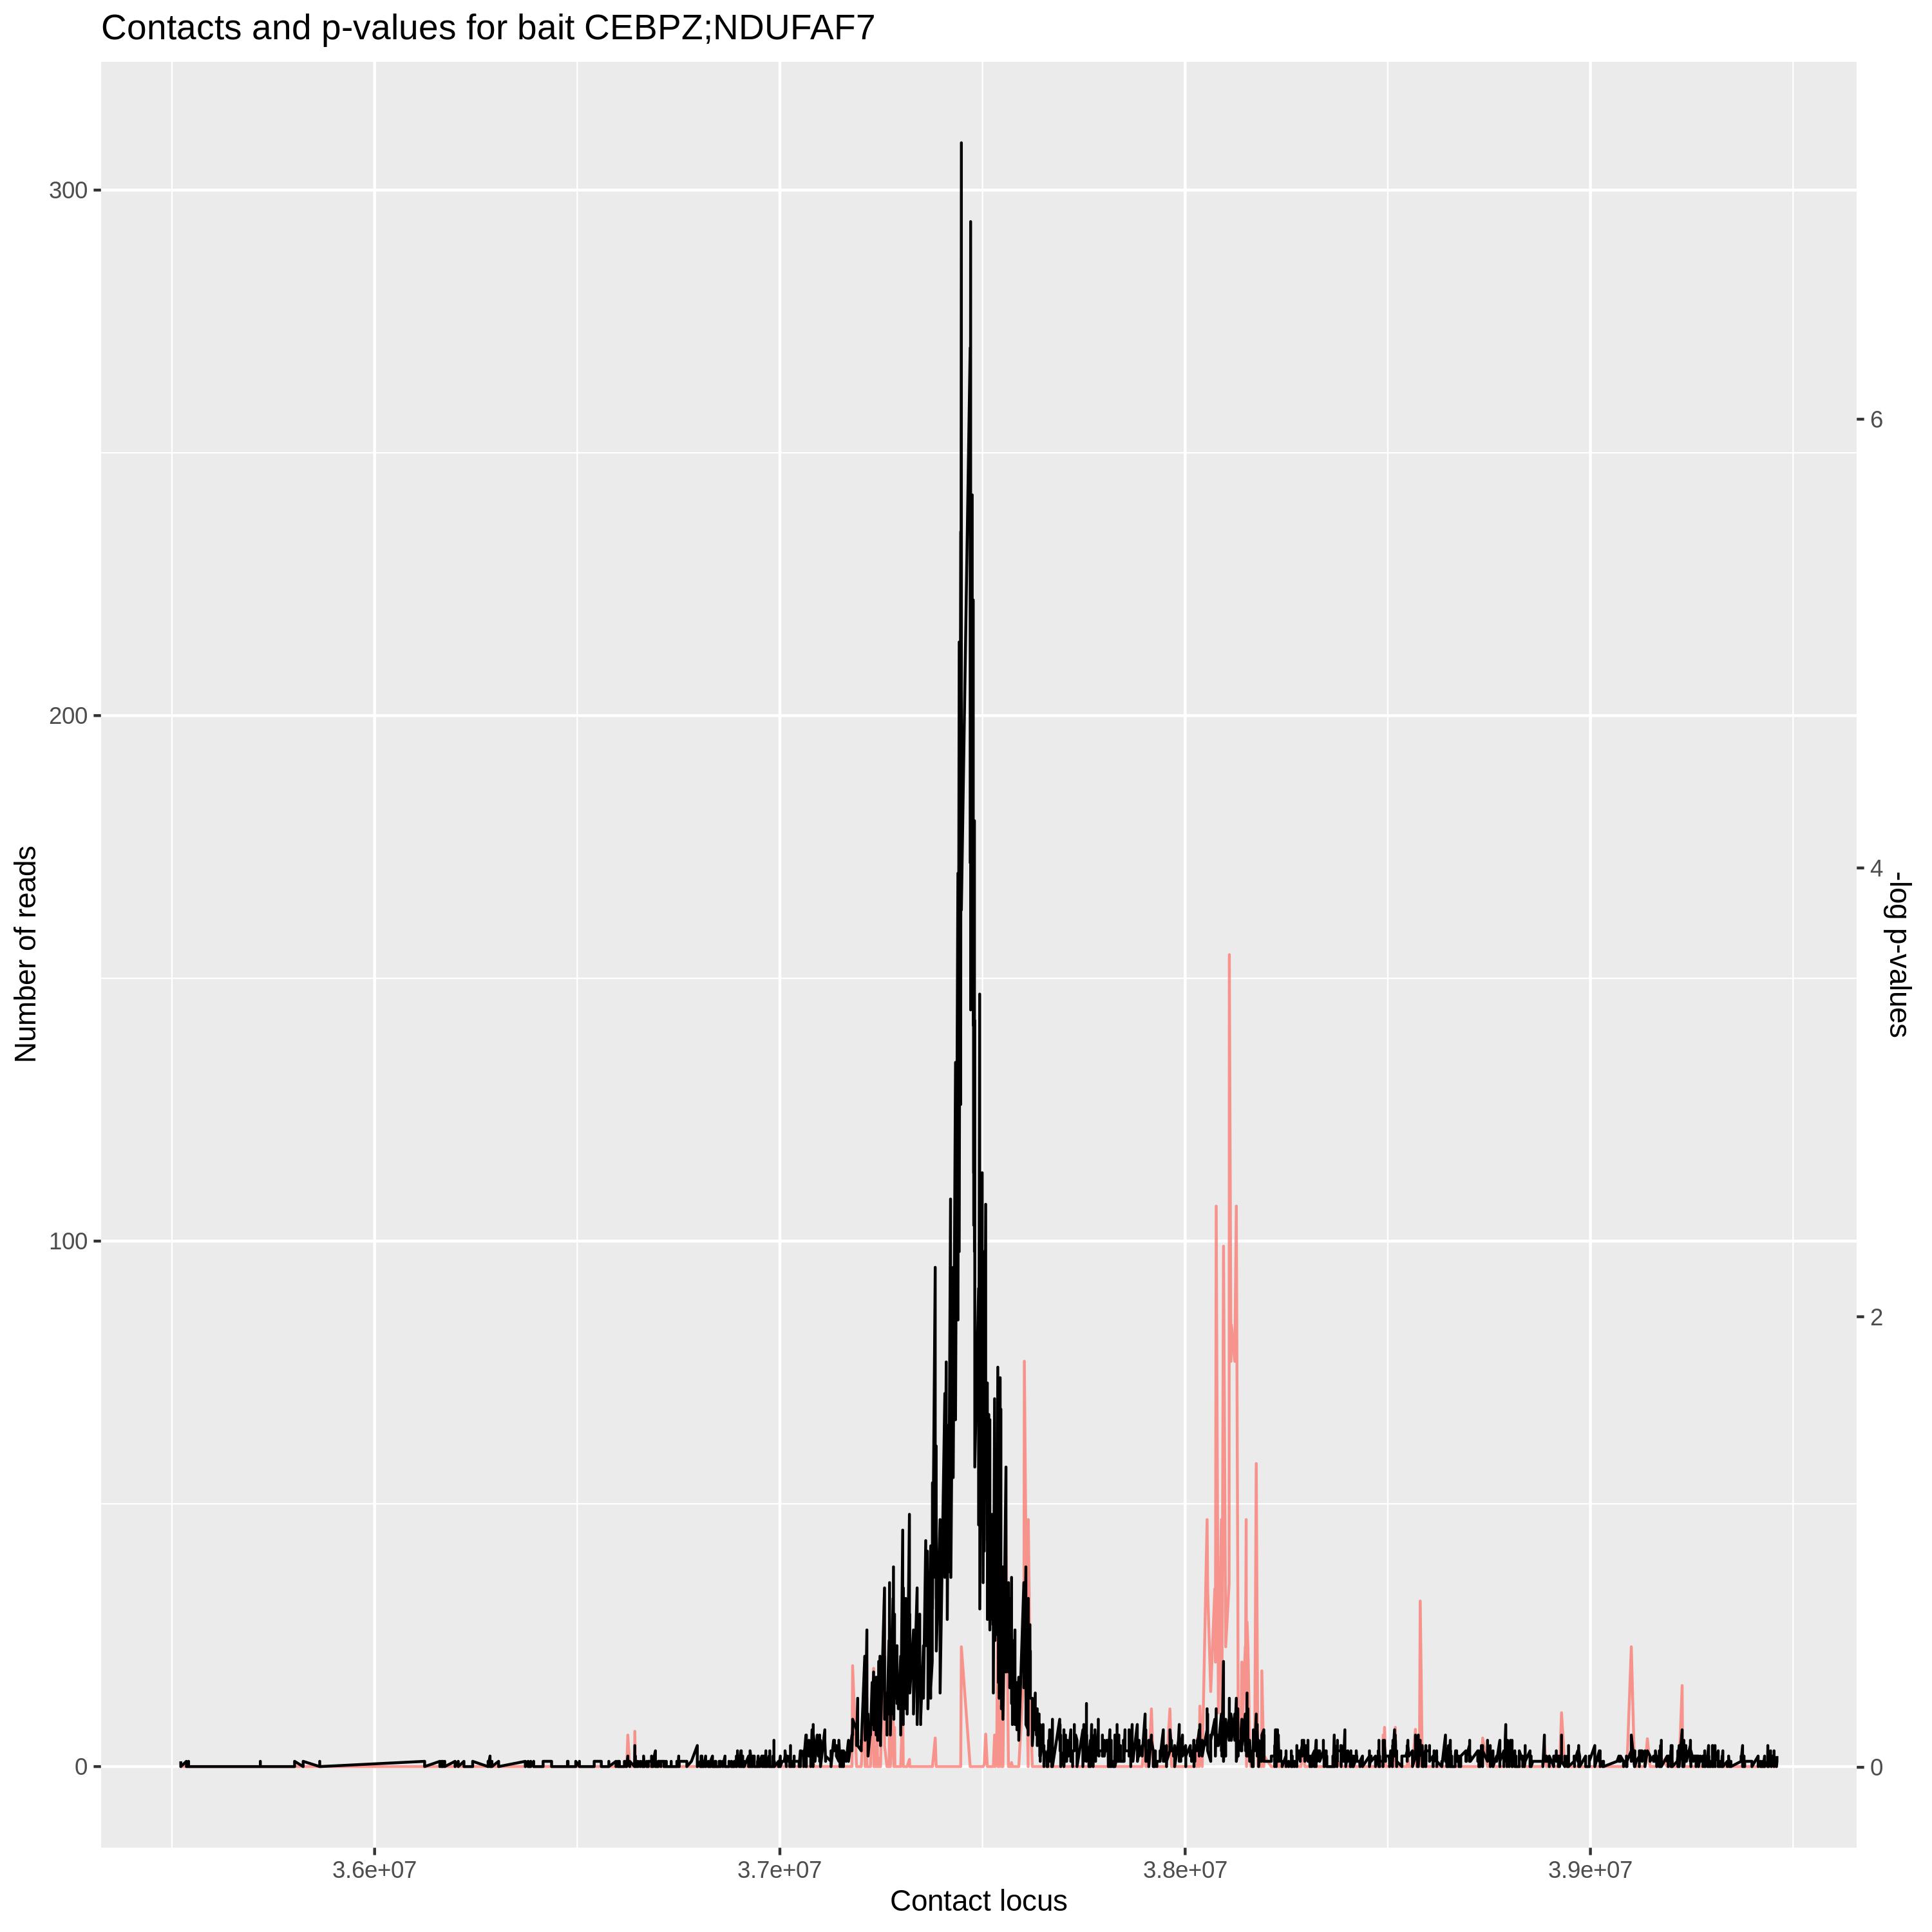 Contacts and p-values for bait CEBPZ;NDUFAF7
Number of reads
300
200
100
0
6
4
2
0
-log p-values
3.6e+07 3.7e+07 3.8e+07 3.9e+07
Contact locus